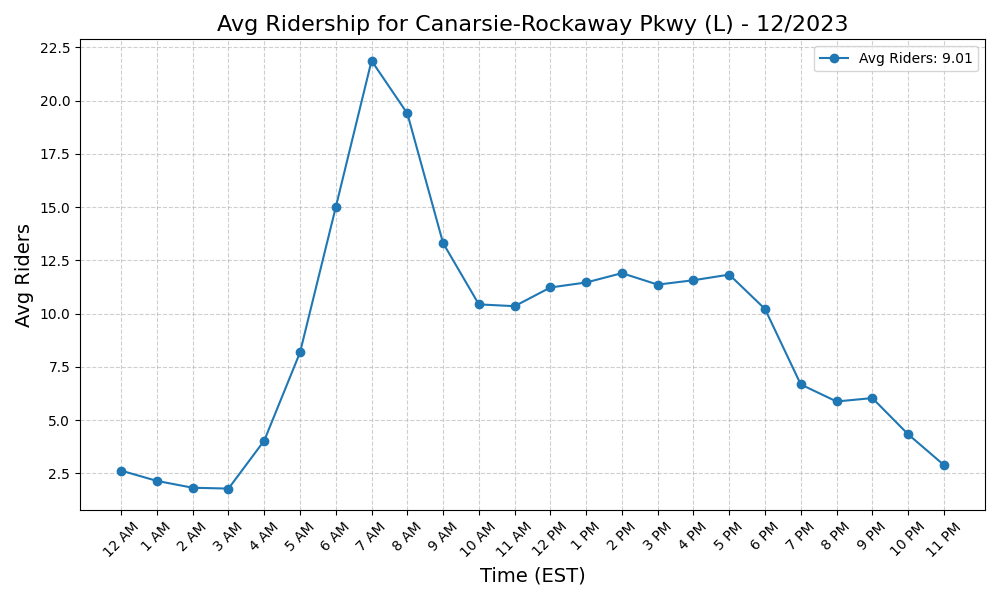 Avg Ridership for Canarsie-Rockaway Pkwy (L) - 12/2023
Avg Riders: 9.01
Avg Riders
22.5
20.0
17.5
15.0
12.5
10.0
7.5
5.0
2.5
12 AM
1 AM
2 AM
3 AM
4 AM
5 AM
6 AM
7 AM
8 AM
9 AM
10 AM
11 AM
12 PM
1 PM
2 PM
3 PM
4 PM
5 PM
6 PM
7 PM
8 PM
9 PM
10 PM
11 PM
Time (EST)